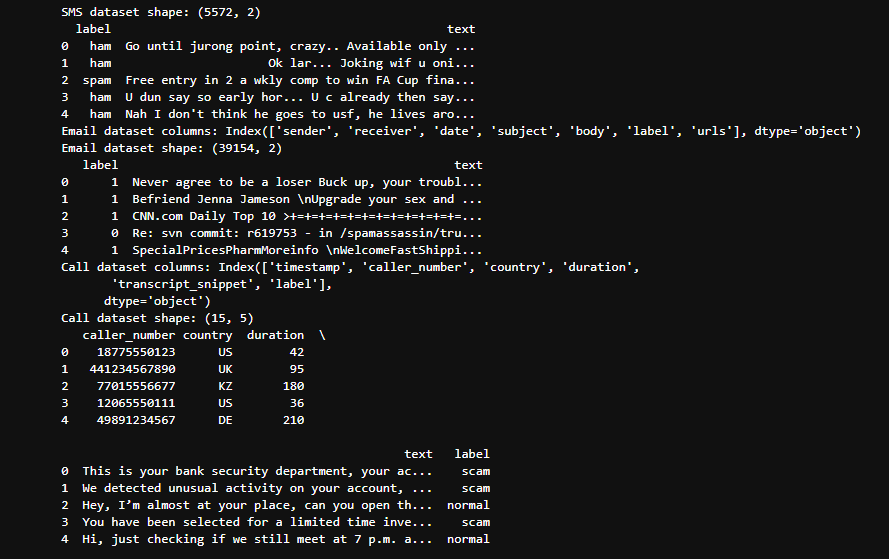 SMS dataset shape: (5572, 2)
label text
0 ham Go until jurong point, crazy.. Available only ...
1 ham Ok lar... Joking wif u oni...
2 spam Free entry in 2 a wkly comp to win FA Cup fina...
3 ham U dun say so early hor... U c already then say...
4 ham Nah I don't think he goes to usf, he lives aro...
Email dataset columns: Index(['sender', 'receiver', 'date', 'subject', 'body', 'label', 'urls'], dtype='object')
Email dataset shape: (39154, 2)
label text
0 1 Never agree to be a loser Buck up, your troubl...
1 1 Befriend Jenna Jameson \nUpgrade your sex and ...
2 1 CNN.com Daily Top 10 >+=+=+=+=+=+=+=+=+=+=+=+=...
3 0 Re: svn commit: r619753 - in /spamassassin/tru...
4 1 SpecialPricesPharmMoreinfo \nWelcomeFastShippi...
Call dataset columns: Index(['timestamp', 'caller_number', 'country', 'duration',
'transcript_snippet', 'label'],
dtype='object')
Call dataset shape: (15, 5)
caller_number country duration \
0 18775550123 US 42
1 441234567890 UK 95
2 77015556677 KZ 180
3 12065550111 US 36
4 49891234567 DE 210
text label
0 This is your bank security department, your ac... scam
1 We detected unusual activity on your account, ... scam
2 Hey, I’m almost at your place, can you open th... normal
3 You have been selected for a limited time inve... scam
4 Hi, just checking if we still meet at 7 p.m. a... normal